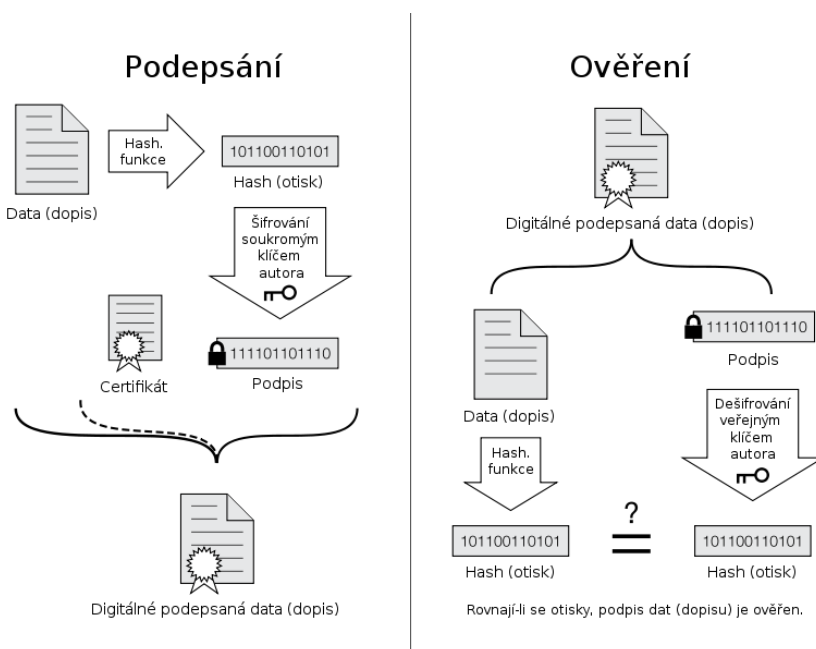 Podepsání
Hash.
funkce
101100110101
Hash (otisk)
Data (dopis)
Šifrování
soukromým
klíčem
autora
111101101110
Certifikát
Podpis
Digitálné podepsaná data (dopis)
Ověření
Digitálné podepsaná data (dopis)
111101101110
Podpis
Data (dopis)
Dešifrování
veřejným
klíčem
autora
Hash.
funkce
?
101100110101
=
101100110101
Hash (otisk)
Hash (otisk)
Rovnají-li se otisky, podpis dat (dopisu) je ověřen.